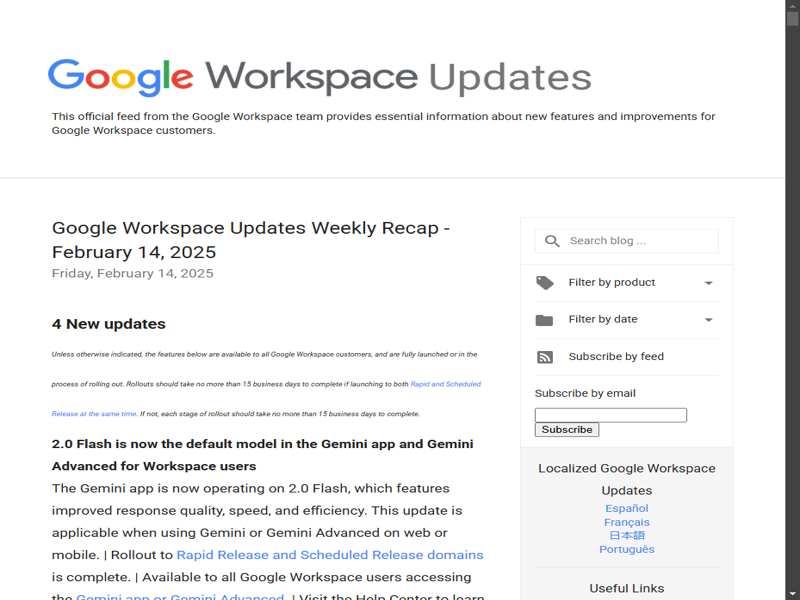 Google Workspace Updates
This official feed from the Google Workspace team provides essential information about new features and improvements for
Google Workspace customers.
Google Workspace Updates Weekly Recap -
February 14, 2025
Friday, February 14, 2025
4 New updates
Unless otherwise indicated, the features below are available to all Google Workspace customers, and are fully launched or in the
process of rolling out. Rollouts should take no more than 15 business days to complete if launching to both Rapid and Scheduled
Release at the same time. If not, each stage of rollout should take no more than 15 business days to complete.
2.0 Flash is now the default model in the Gemini app and Gemini
Advanced for Workspace users
The Gemini app is now operating on 2.0 Flash, which features
improved response quality, speed, and efficiency. This update is
applicable when using Gemini or Gemini Advanced on web or
mobile. | Rollout to Rapid Release and Scheduled Release domains
is complete. | Available to all Google Workspace users accessing
the Gemini app or Gemini Advanced. | Visit the Help Center to learn
Search blog ...
Filter by product
Filter by date
Subscribe by feed
Subscribe by email
Subscribe
Localized Google Workspace
Updates
Español
Français
日本語
Português
Useful Links